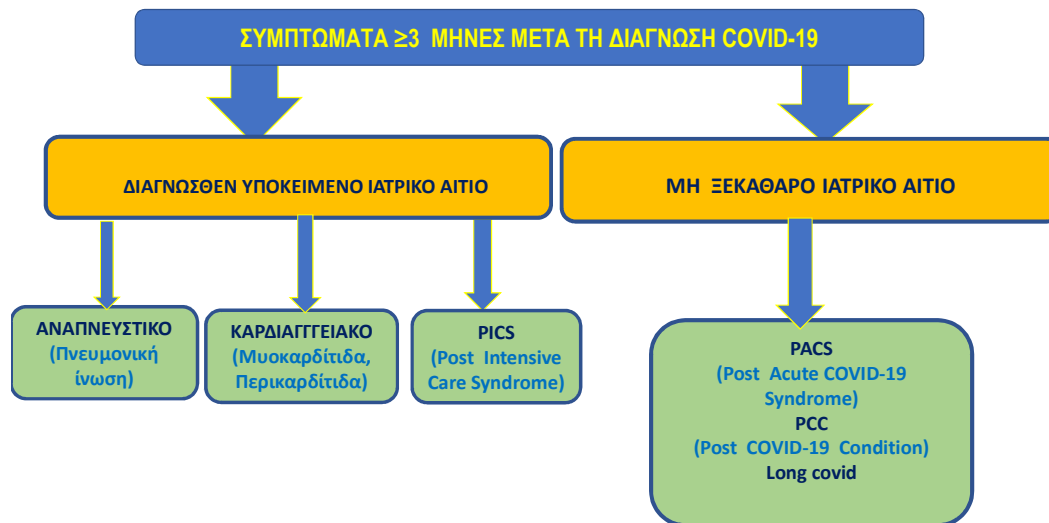 ΣΥΜΠΤΩΜΑΤΑ ≥3 ΜΗΝΕΣ ΜΕΤΑ ΤΗ ΔΙΑΓΝΩΣΗ COVID-19
ΔΙΑΓΝΩΣΘΕΝ ΥΠΟΚΕΙΜΕΝΟ ΙΑΤΡΙΚΟ ΑΙΤΙΟ
ΜΗ ΞΕΚΑΘΑΡΟ ΙΑΤΡΙΚΟ ΑΙΤΙΟ
ΑΝΑΠΝΕΥΣΤΙΚΟ
(Πνευμονική
ίνωση)
ΚΑΡΔΙΑΓΓΓΕΙΑΚΟ
(Μυοκαρδίτιδα,
Περικαρδίτιδα)
PICS
(Post Intensive
Care Syndrome)
PACS
(Post Acute COVID-19
Syndrome)
PCC
(Post COVID-19 Condition)
Long covid